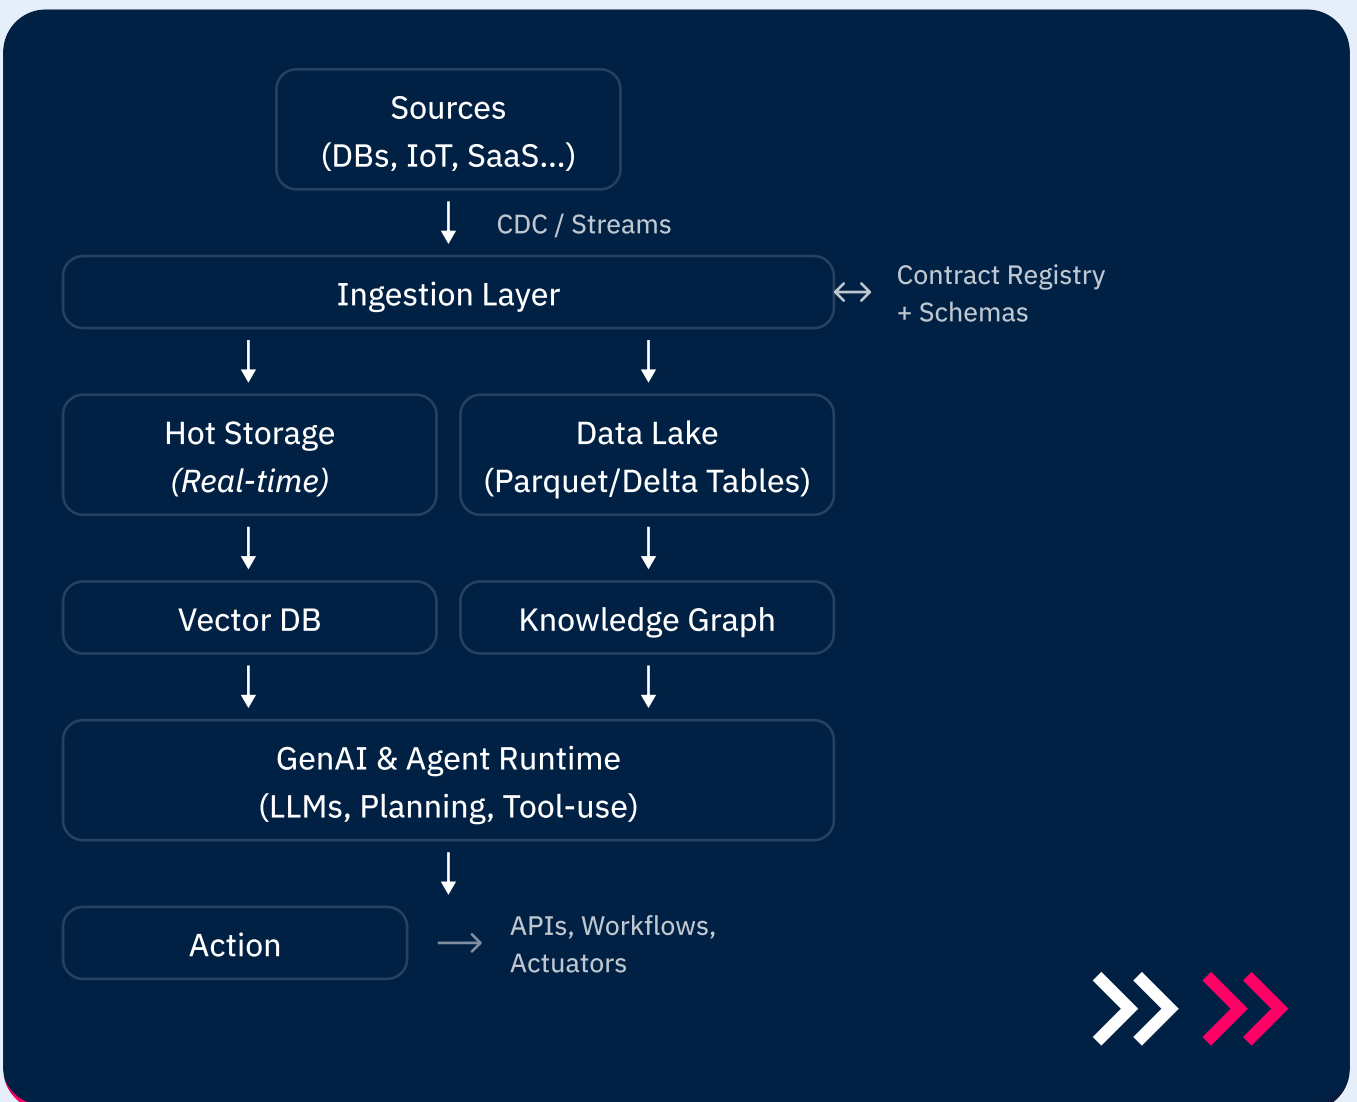 Sources
(DBs, IoT, SaaS...)
CDC / Streams
Ingestion Layer
Contract Registry
+ Schemas
Hot Storage
(Real-time)
Data Lake
(Parquet/Delta Tables)
Vector DB
Knowledge Graph
GenAI & Agent Runtime
(LLMs, Planning, Tool-use)
Action
APIs, Workflows,
Actuators